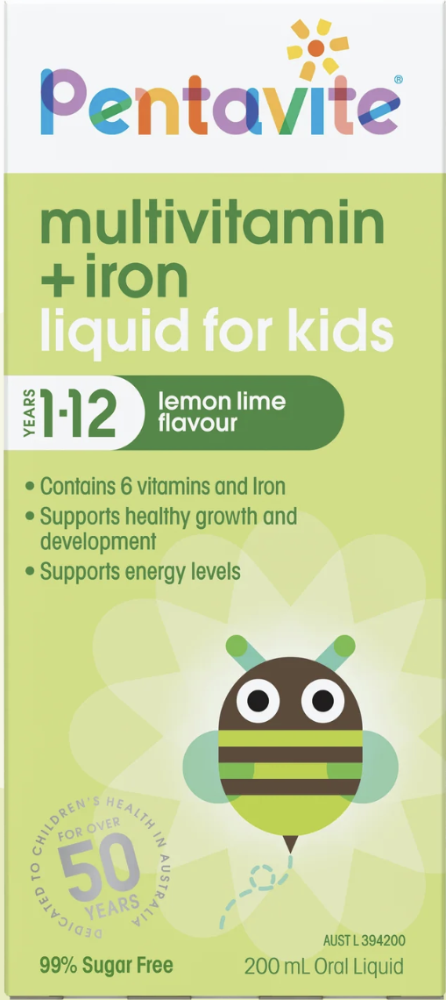 Pentavite®
multivitamin
+ iron
liquid for kids
YEARS 1-12
lemon lime
flavour
• Contains 6 vitamins and Iron
• Supports healthy growth and
development
• Supports energy levels
DEDICATED TO CHILDREN'S HEALTH IN AUSTRALIA
FOR OVER
50
YEARS
AUST L 394200
99% Sugar Free
200 mL Oral Liquid